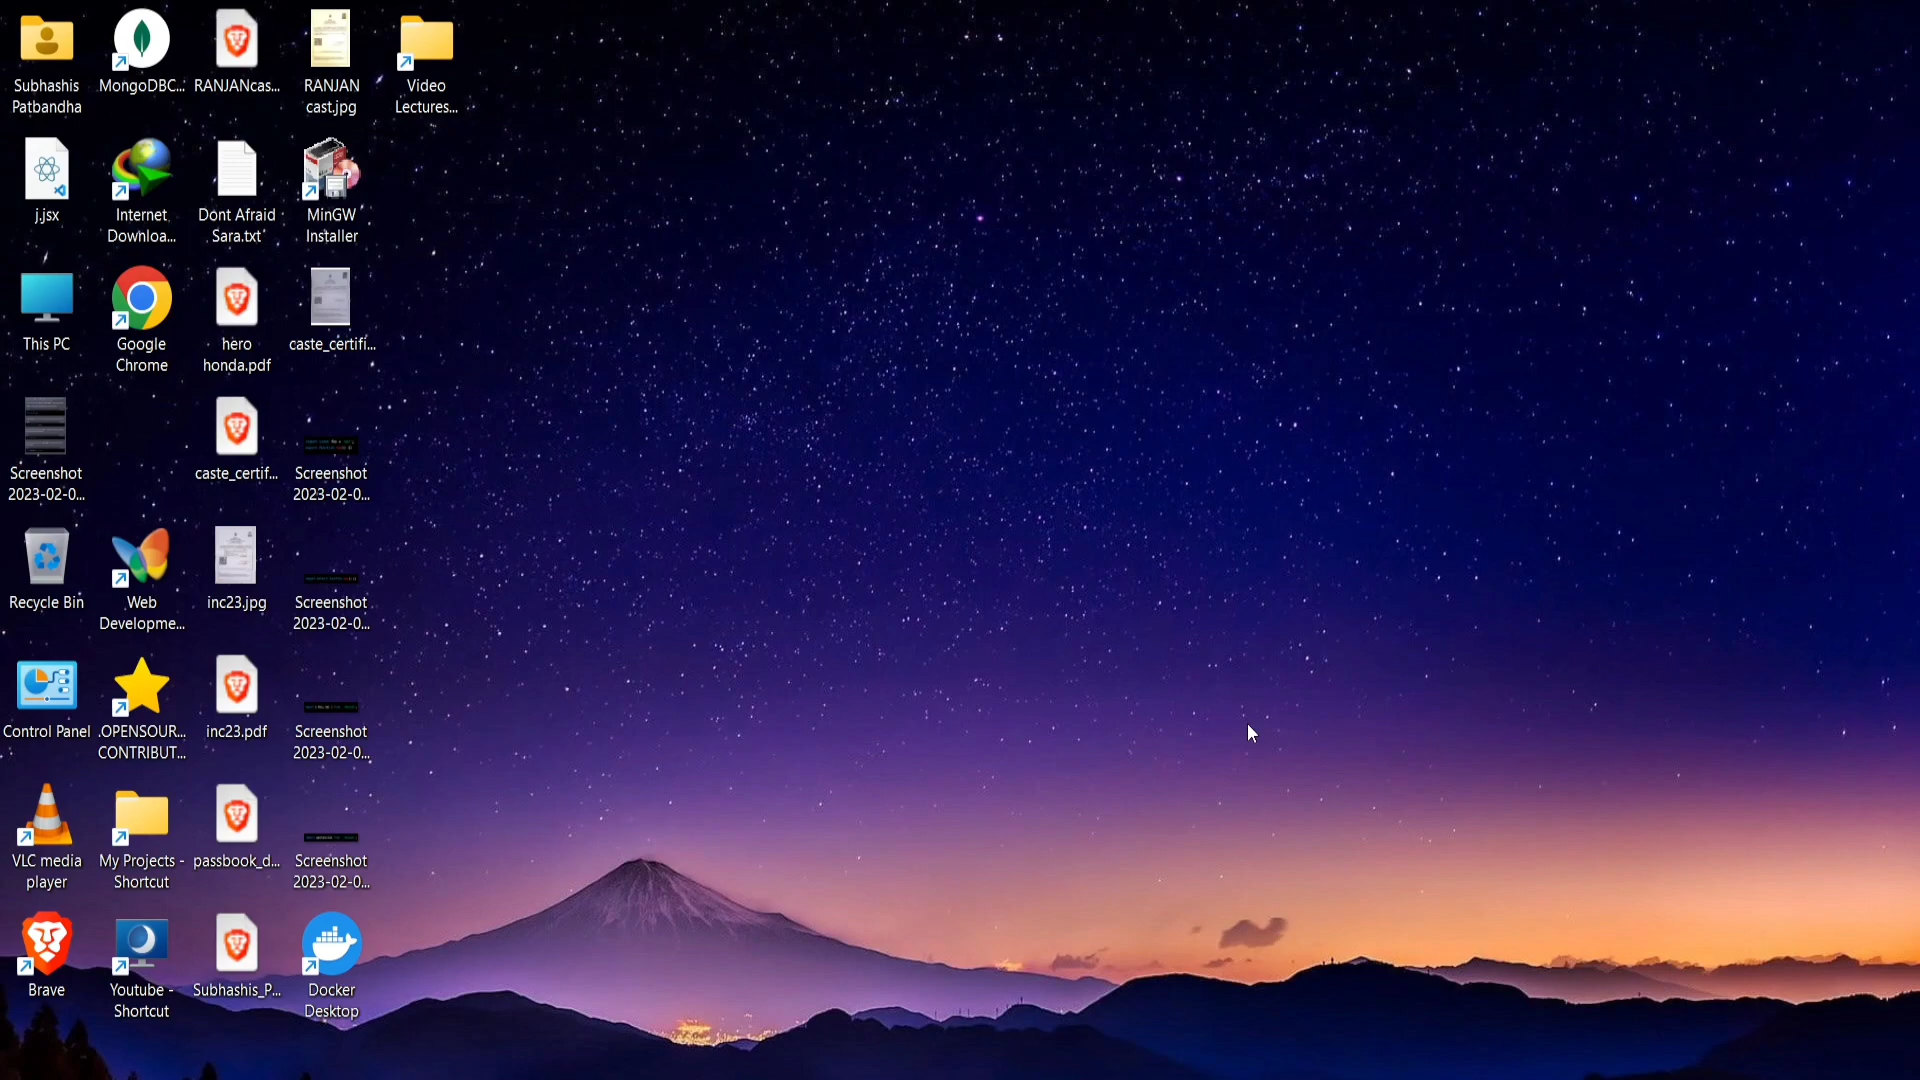 Subhashis
Patbandha
MongoDBC...
RANJANcas...
RANJAN
cast.jpg
Video
Lectures...
j.jsx
Internet
Downloa...
Dont Afraid
Sara.txt
MinGW
Installer
This PC
Google
Chrome
hero
honda.pdf
caste_certifi...
Screenshot
2023-02-0...
caste_certif...
Screenshot
2023-02-0...
Recycle Bin
Web
Developme...
inc23.jpg
Screenshot
2023-02-0...
Control Panel
.OPENSOUR...
CONTRIBUT...
inc23.pdf
Screenshot
2023-02-0...
VLC media
player
My Projects -
Shortcut
passbook_d...
Screenshot
2023-02-0...
Brave
Youtube -
Shortcut
Subhashis_P...
Docker
Desktop